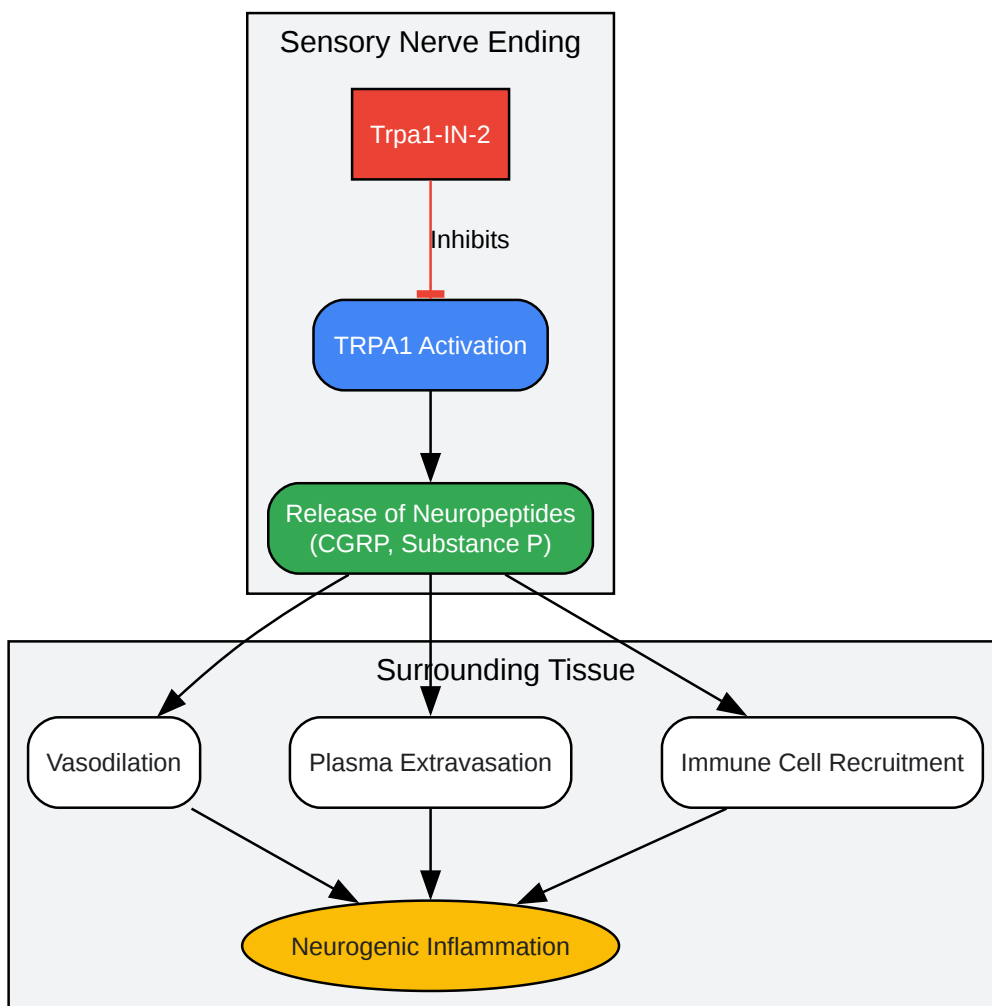 Sensory Nerve Ending
Trpa1-IN-2
Inhibits
TRPA1 Activation
Release of Neuropeptides
(CGRP, Substance P)
Surrounding Tissue
Vasodilation
Plasma Extravasation
Immune Cell Recruitment
Neurogenic Inflammation